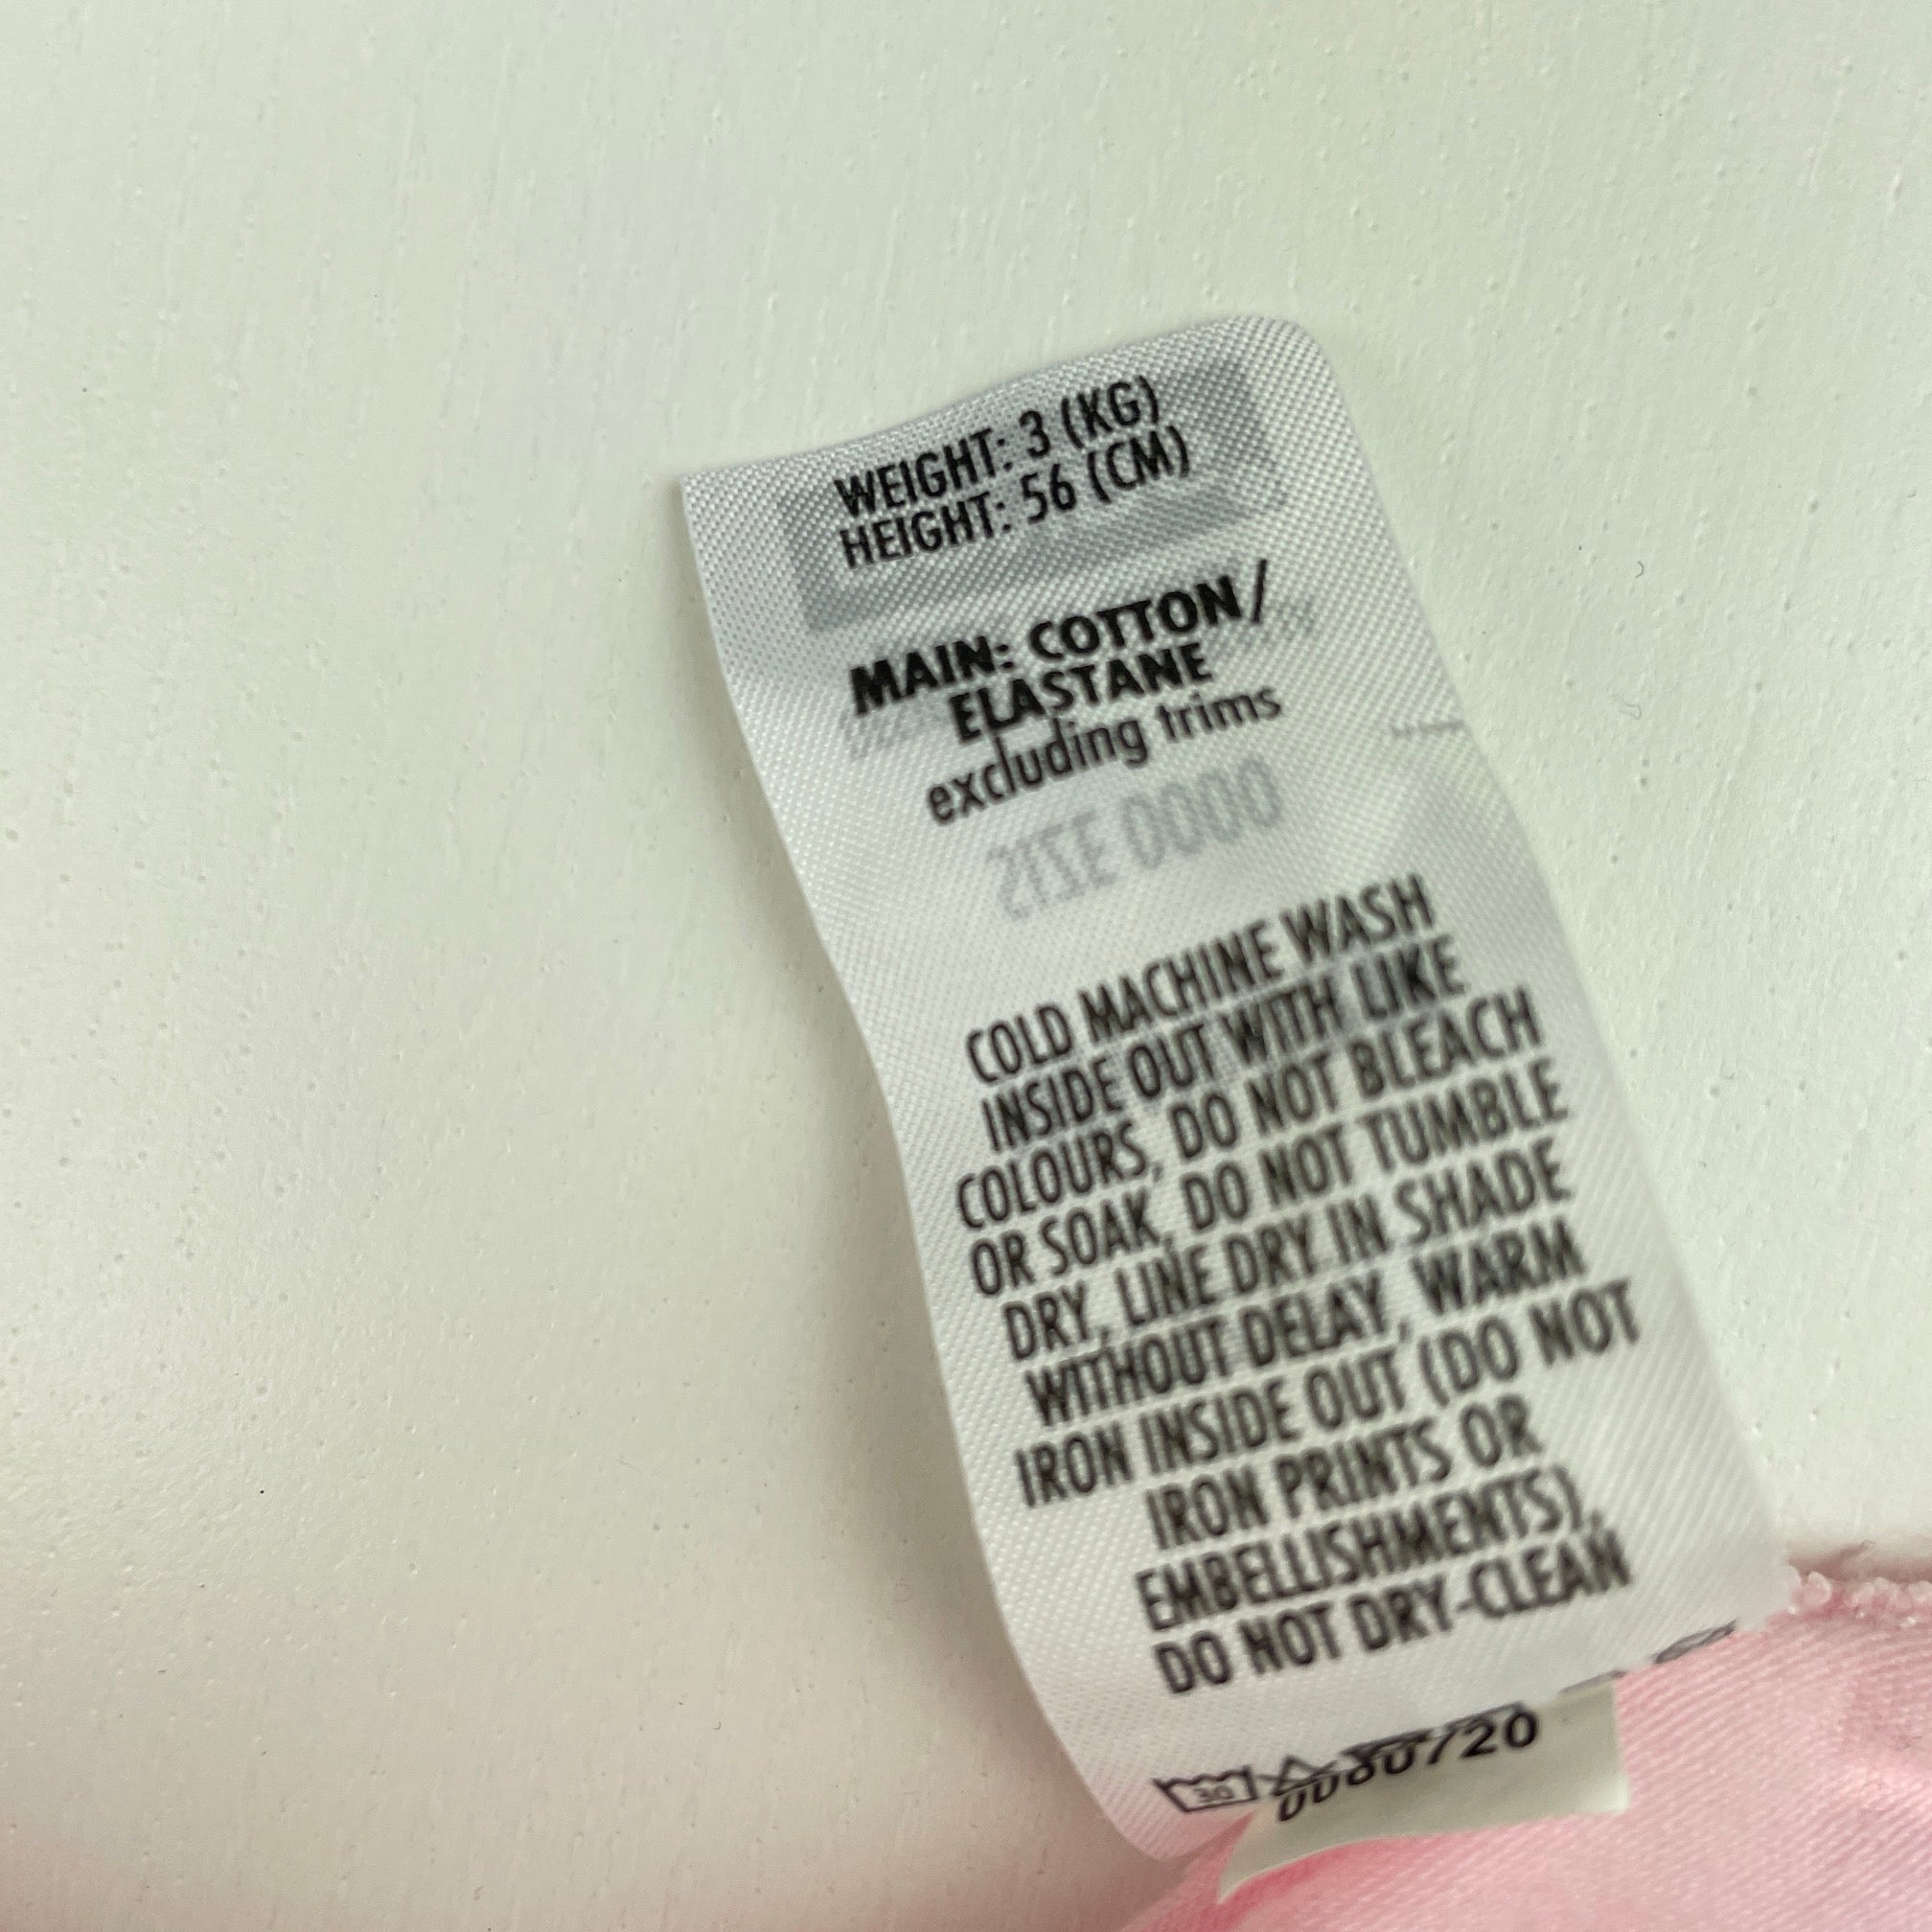 WEIGHT: 3 (KG)
HEIGHT: 56 (CM)
MAIN: COTTON/
ELASTANE
excluding trims
SIZE 0000
COLD MACHINE WASH
INSIDE OUT WITH LIKE
COLOURS, DO NOT BLEACH
OR SOAK, DO NOT TUMBLE
DRY, LINE DRY IN SHADE
WITHOUT DELAY, WARM
IRON INSIDE OUT (DO NOT
IRON PRINTS OR
EMBELLISHMENTS),
DO NOT DRY-CLEAN
30